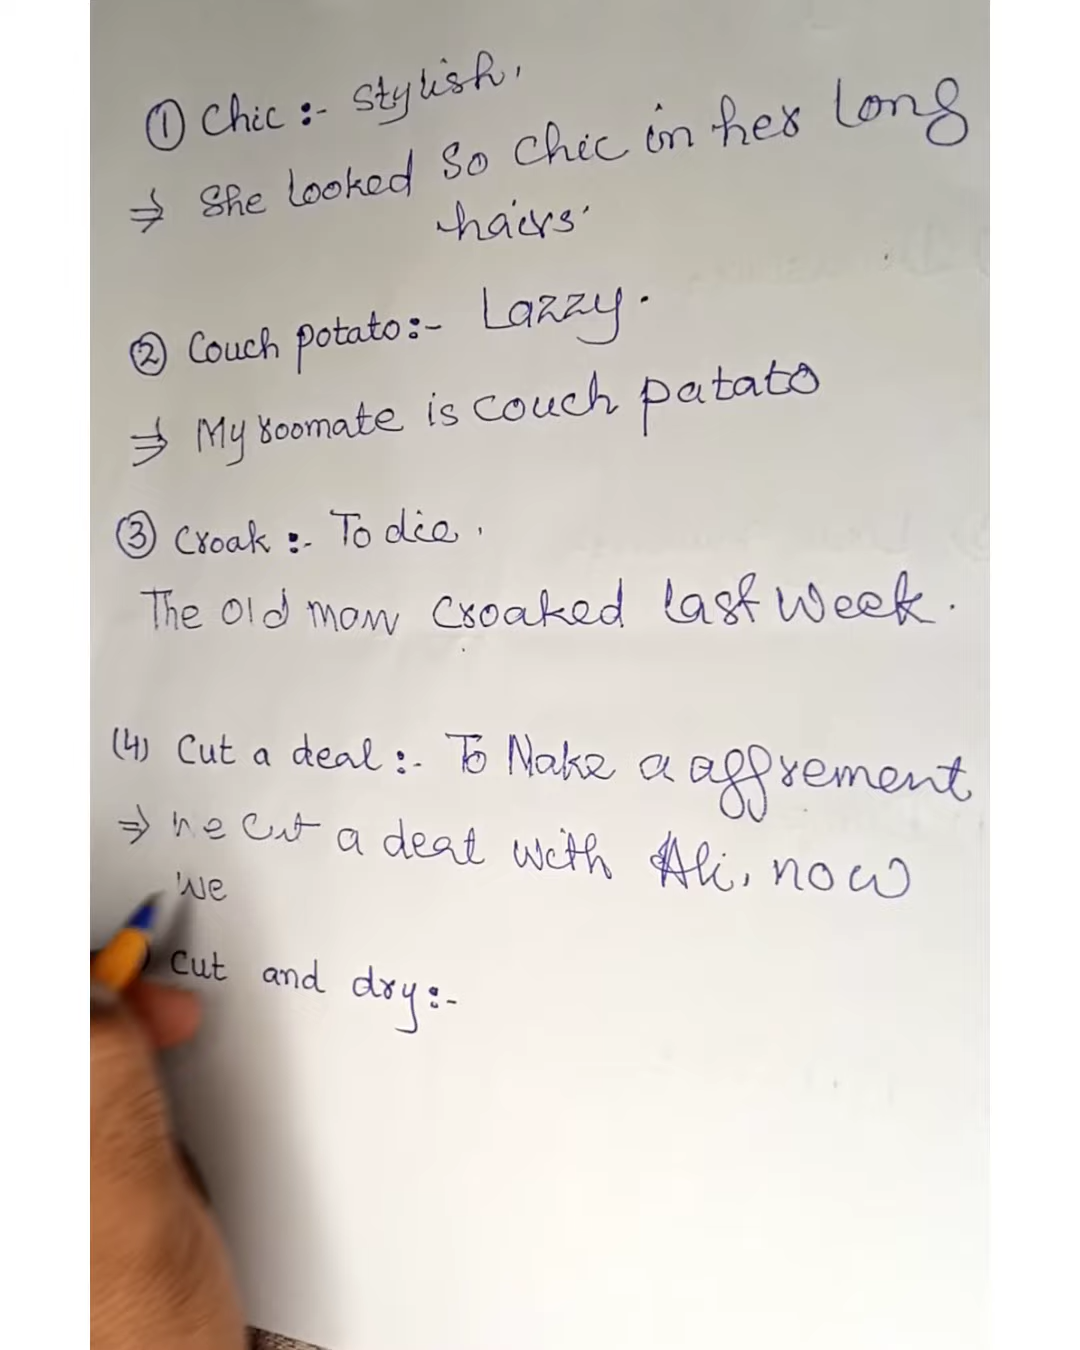 ① Chic :- Stylish.
⇒ She looked so chic in her long
hairs.
② Couch potato :- Lazzy.
⇒ My roomate is couch patato
③ Croak :- To die.
The old man croaked last week.
(4) Cut a deal :- To Make a aggrement
⇒ we cut a deal with Ali, now
we
) cut and dry :-